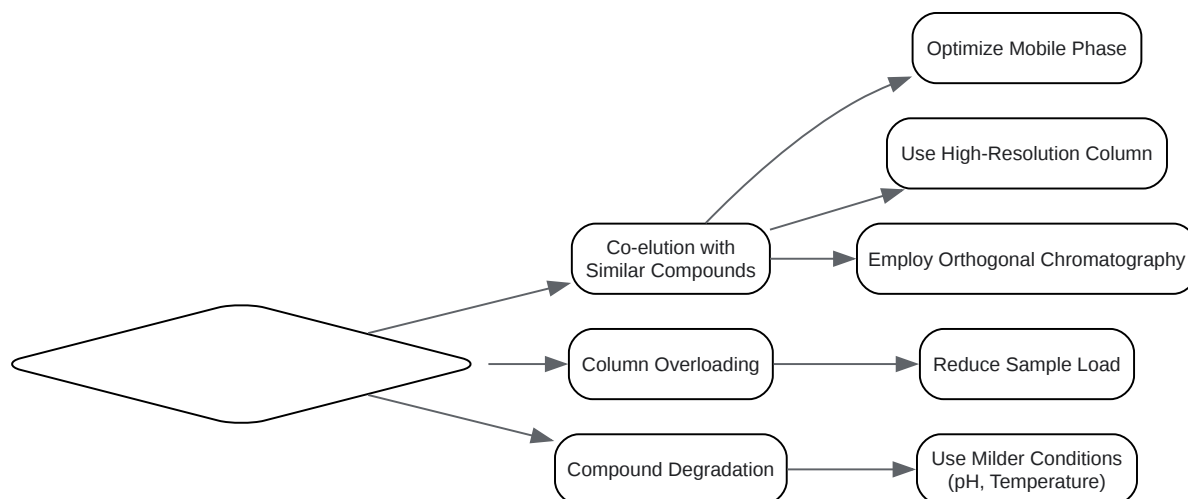 Optimize Mobile Phase
Use High-Resolution Column
Co-elution with
Similar Compounds
Employ Orthogonal Chromatography
Column Overloading
Reduce Sample Load
Compound Degradation
Use Milder Conditions
(pH, Temperature)